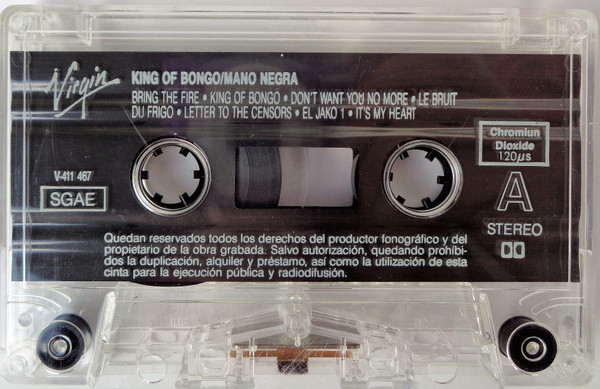 Virgin
KING OF BONGO/MANO NEGRA
BRING THE FIRE • KING OF BONGO • DON'T WANT YOU NO MORE • LE BRUIT
DU FRIGO • LETTER TO THE CENSORS • EL JAKO 1 • IT'S MY HEART
V-411 467
SGAE
Chromiun
Dioxide
120µs
A
STEREO
Quedan reservados todos los derechos del productor fonográfico y del
propietario de la obra grabada. Salvo autorización, quedando prohibi-
dos la duplicación, alquiler y préstamo, así como la utilización de esta
cinta para la ejecución pública y radiodifusión.